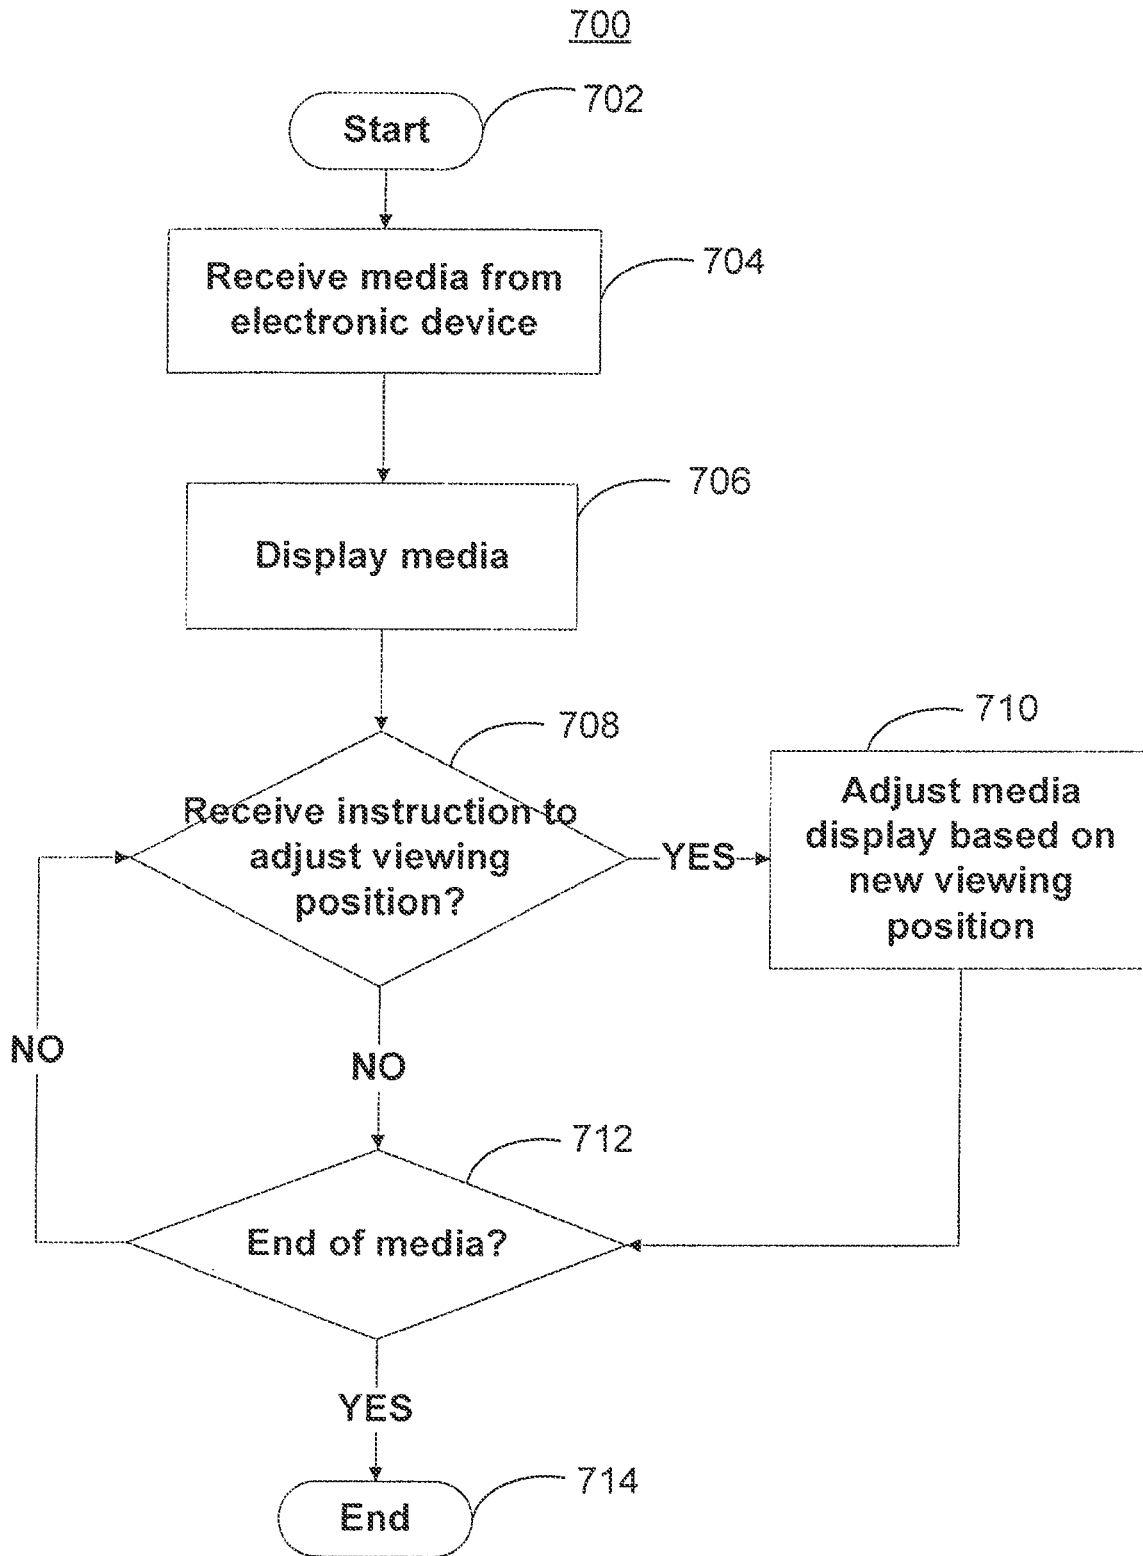 700
702
Start
704
Receive media from
electronic device
706
Display media
708
Receive instruction to
adjust viewing
position?
YES
710
Adjust media
display based on
new viewing
position
NO
NO
712
End of media?
YES
714
End